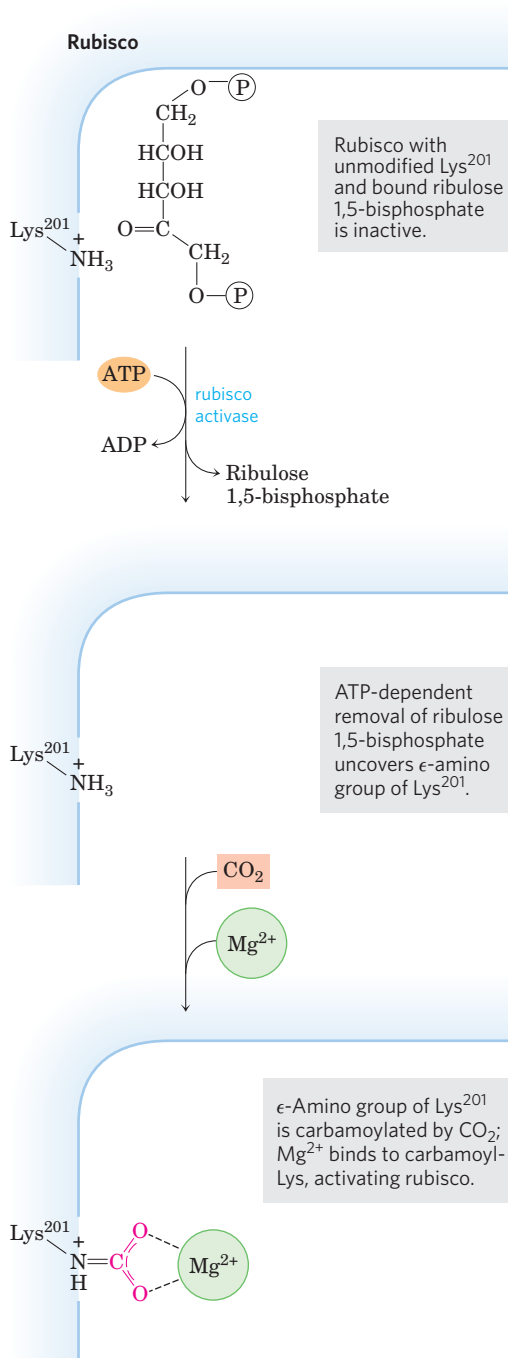 Rubisco
O—Ⓟ
CH₂
HCOH
HCOH
O=C
CH₂
O—Ⓟ
Lys²⁰¹
+
NH₃
Rubisco with
unmodified Lys²⁰¹
and bound ribulose
1,5-bisphosphate
is inactive.
ATP
rubisco
activase
ADP
Ribulose
1,5-bisphosphate
Lys²⁰¹
+
NH₃
ATP-dependent
removal of ribulose
1,5-bisphosphate
uncovers ϵ-amino
group of Lys²⁰¹.
CO₂
Mg²⁺
ϵ-Amino group of Lys²⁰¹
is carbamoylated by CO₂;
Mg²⁺ binds to carbamoyl-
Lys, activating rubisco.
Lys²⁰¹
+
O
N=C
H
O
Mg²⁺